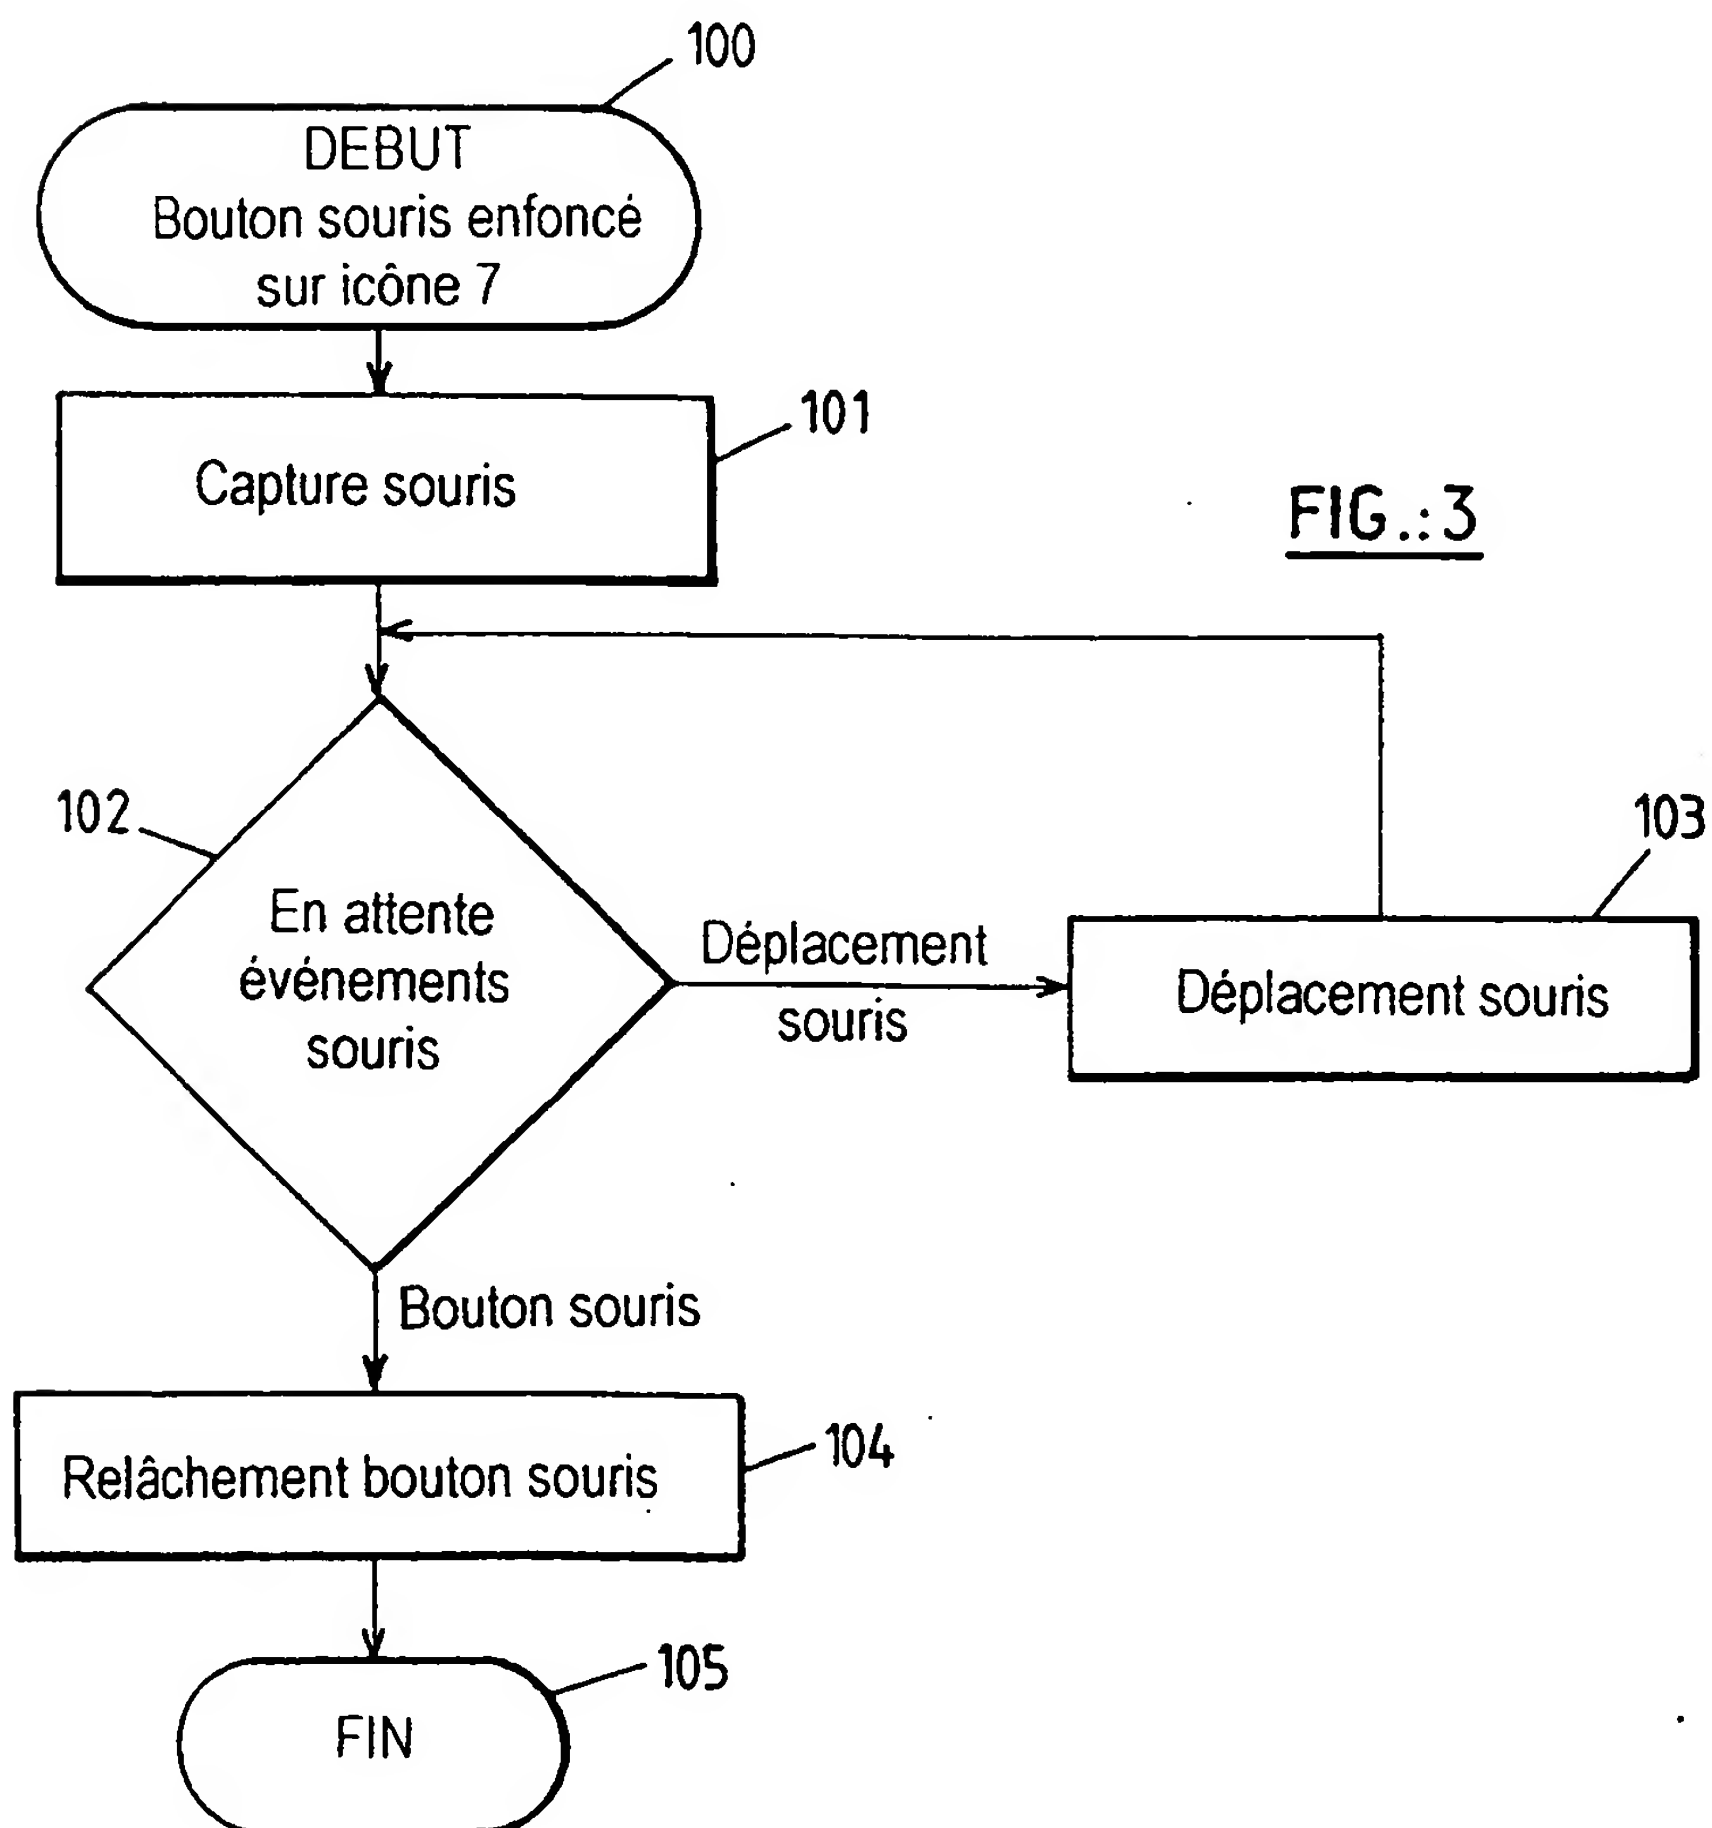 100
DEBUT
Bouton souris enfoncé
sur icône 7
101
Capture souris
FIG.:3
102
103
En attente
événements
souris
Déplacement
souris
Déplacement souris
Bouton souris
104
Relâchement bouton souris
105
FIN